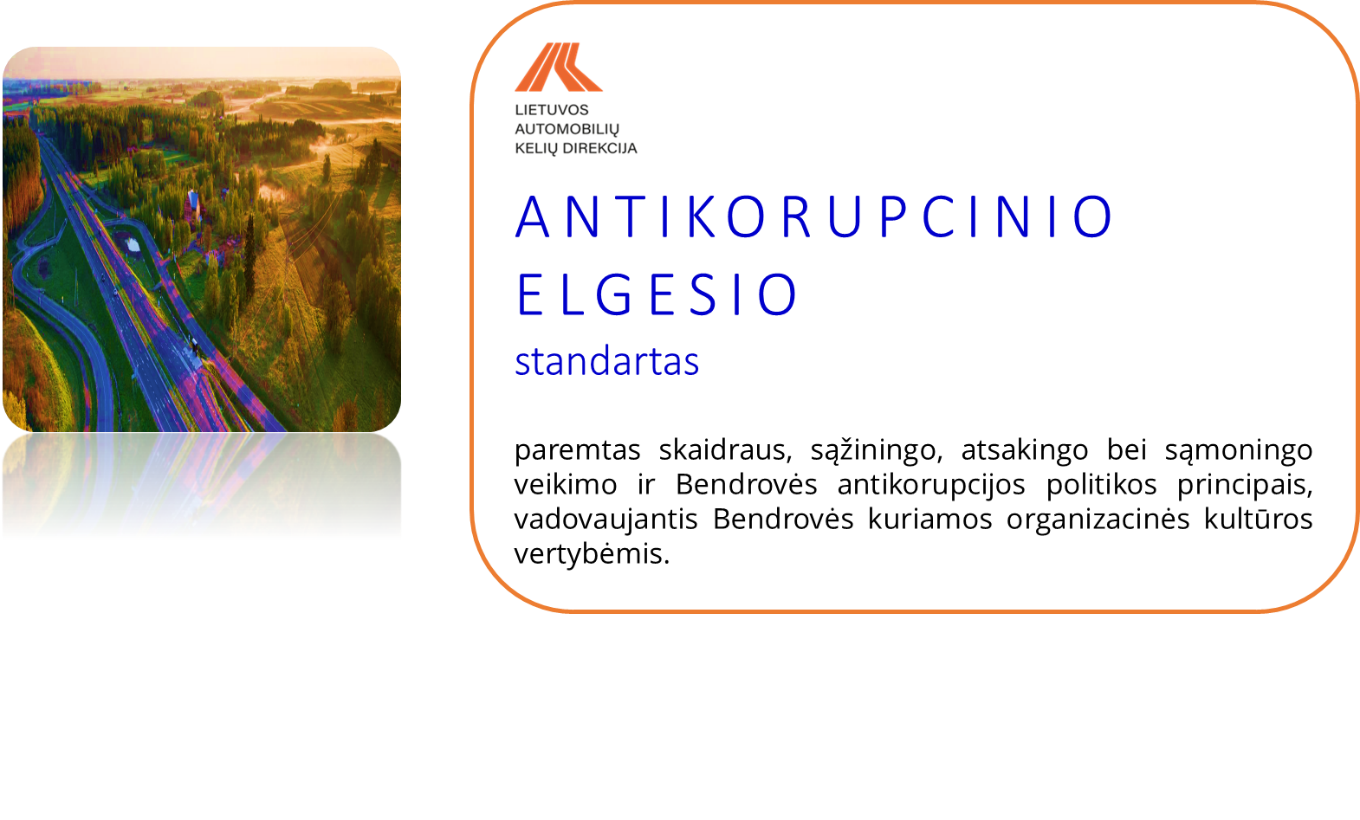 LIETUVOS
AUTOMOBILIŲ
KELIŲ DIREKCIJA
ANTIKORUPCINIO
ELGESIO
standartas
paremtas skaidraus, sąžiningo, atsakingo bei sąmoningo
veikimo ir Bendrovės antikorupcijos politikos principais,
vadovaujantis Bendrovės kuriamos organizacinės kultūros
vertybėmis.